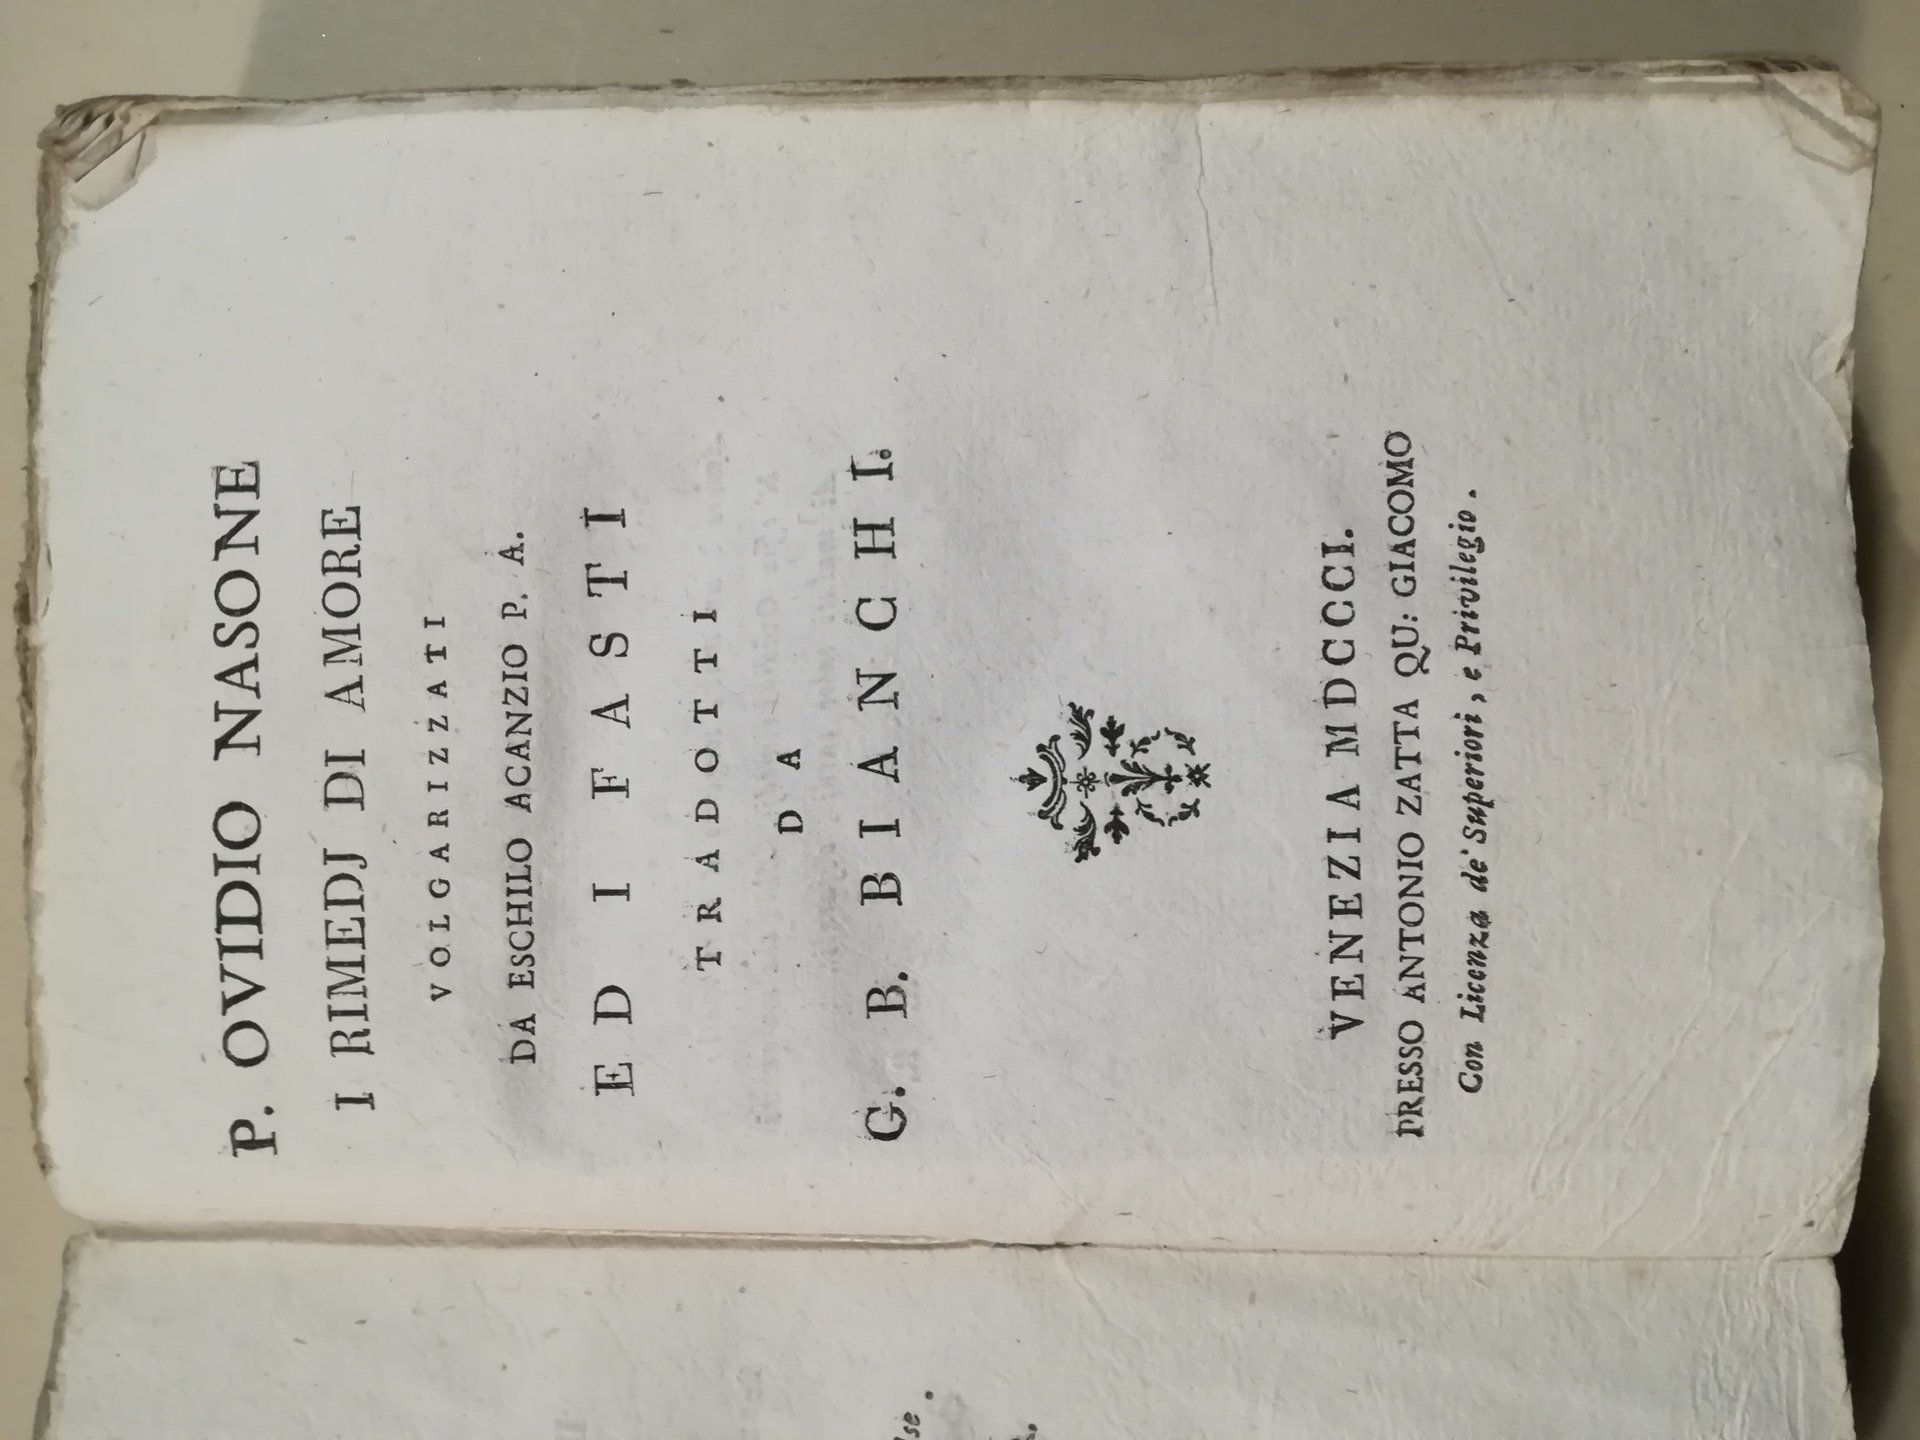 P. OVIDIO NASONE
I RIMEDJ DI AMORE
VOLGARIZZATI
DA ESCHILO ACANZIO P. A.
ED I FASTI
TRADOTTI
DA
G. B. BIANCHI.
VENEZIA MDCCCI.
PRESSO ANTONIO ZATTA QU: GIACOMO
Con Licenza de' Superiori, e Privilegio.